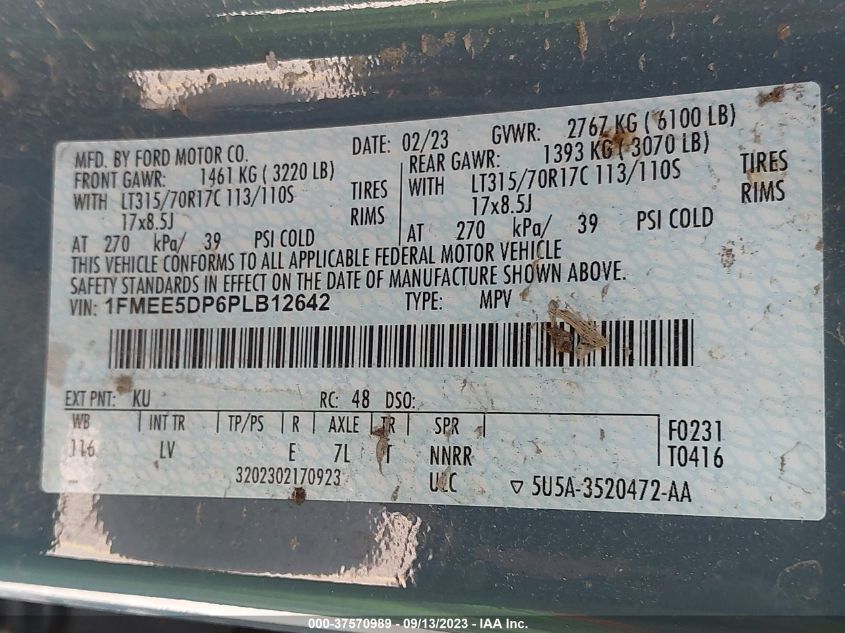 MFD. BY FORD MOTOR CO. DATE: 02/23 GVWR: 2767 KG ( 6100 LB)
FRONT GAWR: 1461 KG ( 3220 LB) REAR GAWR: 1393 KG ( 3070 LB)
WITH LT315/70R17C 113/110S TIRES WITH LT315/70R17C 113/110S TIRES
17x8.5J RIMS 17x8.5J RIMS
AT 270 kPa/ 39 PSI COLD AT 270 kPa/ 39 PSI COLD
THIS VEHICLE CONFORMS TO ALL APPLICABLE FEDERAL MOTOR VEHICLE
SAFETY STANDARDS IN EFFECT ON THE DATE OF MANUFACTURE SHOWN ABOVE.
VIN: 1FMEE5DP6PLB12642 TYPE: MPV
EXT PNT: KU RC: 48 DSO:
WB INT TR TP/PS R AXLE TR SPR F0231
116 LV E 7L T NNRR T0416
3202302170923 ULC ▽ 5U5A-3520472-AA
000-37570989 - 09/13/2023 - IAA Inc.